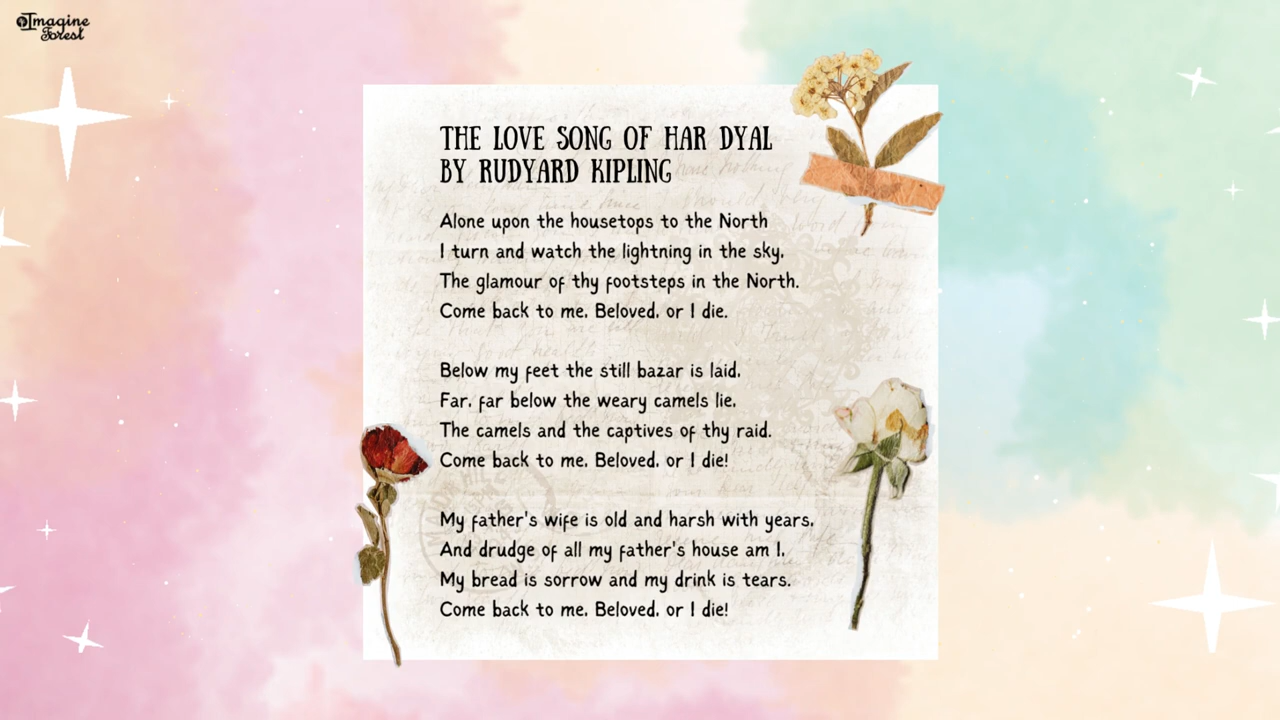 Imagine
Forest
THE LOVE SONG OF HAR DYAL
BY RUDYARD KIPLING
Alone upon the housetops to the North
I turn and watch the lightning in the sky,
The glamour of thy footsteps in the North.
Come back to me, Beloved, or I die.
Below my feet the still bazar is laid,
Far, far below the weary camels lie,
The camels and the captives of thy raid.
Come back to me, Beloved, or I die!
My father's wife is old and harsh with years,
And drudge of all my father's house am I,
My bread is sorrow and my drink is tears.
Come back to me, Beloved, or I die!